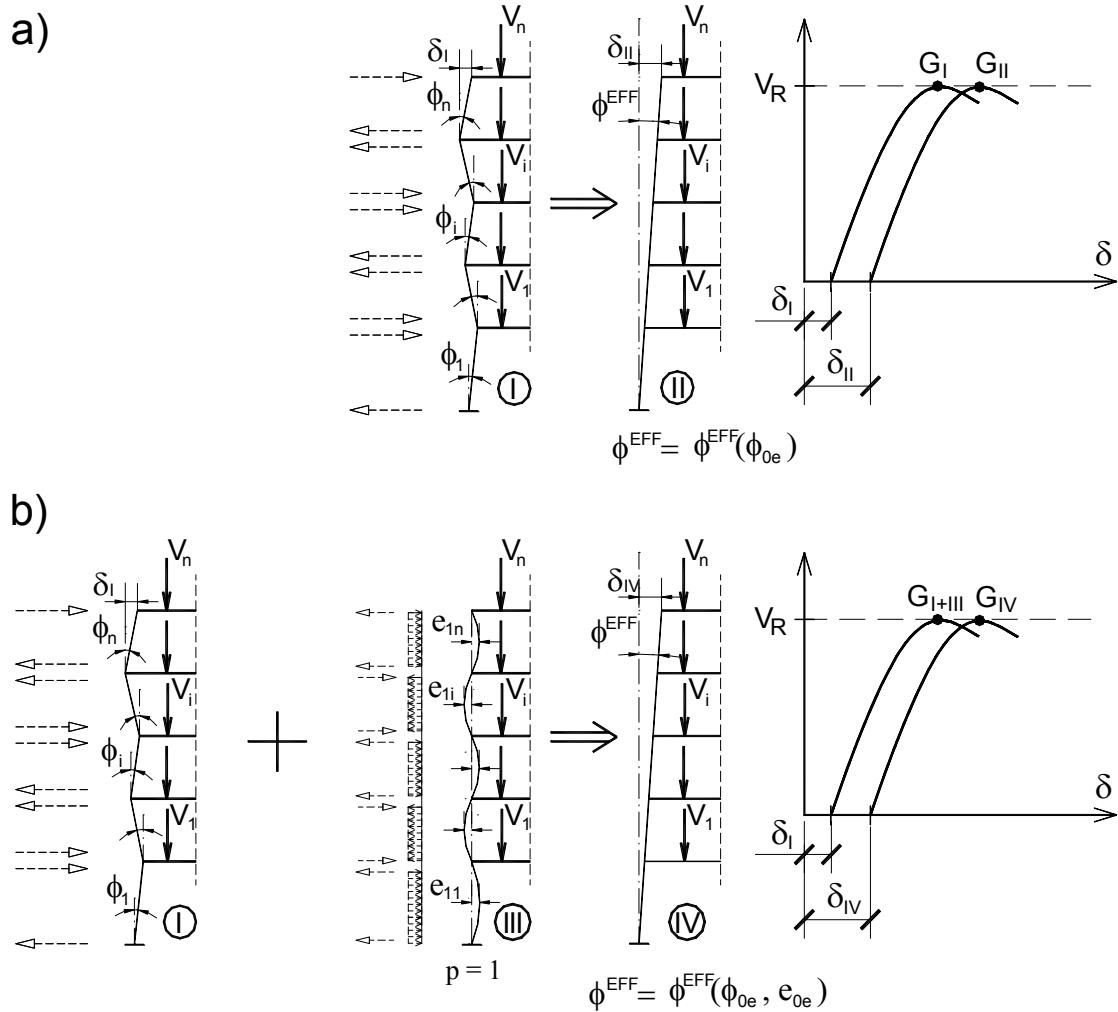 a)
V_n
δ_I
ϕ_n
V_i
ϕ_i
V_1
ϕ_1
I
V_n
δ_II
ϕ^EFF
V_i
V_1
II
ϕ^EFF = ϕ^EFF(ϕ_0e)
V_R
G_I
G_II
δ
δ_I
δ_II
b)
V_n
δ_I
ϕ_n
V_i
ϕ_i
V_1
ϕ_1
I
+
V_n
e_1n
e_1i
V_i
V_1
e_11
III
p = 1
V_n
δ_IV
ϕ^EFF
V_i
V_1
IV
ϕ^EFF = ϕ^EFF(ϕ_0e, e_0e)
V_R
G_I+III
G_IV
δ
δ_I
δ_IV